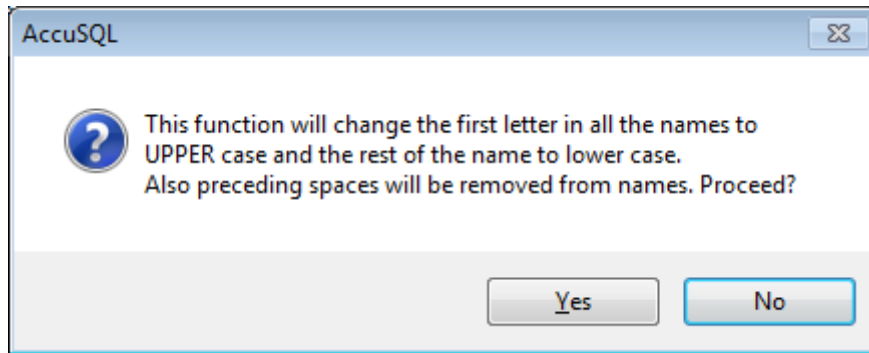 AccuSQL
This function will change the first letter in all the names to
UPPER case and the rest of the name to lower case.
Also preceding spaces will be removed from names. Proceed?
Yes
No